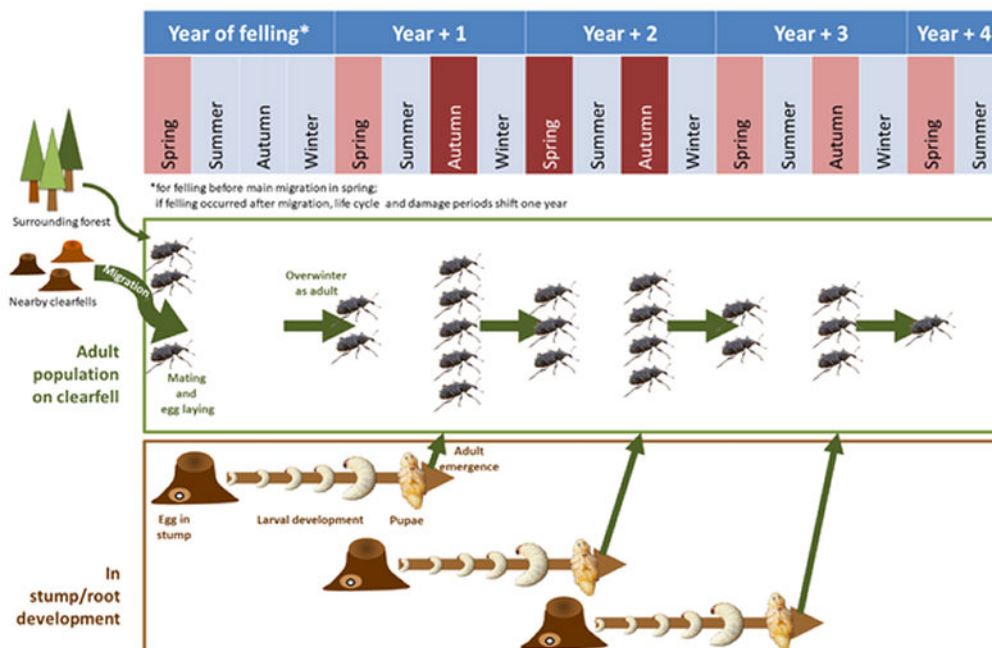 Year of felling* Year + 1 Year + 2 Year + 3 Year + 4
Spring Summer Autumn Winter Spring Summer Autumn Winter Spring Summer Autumn Winter Spring Summer Autumn Winter Spring Summer
*for felling before main migration in spring;
if felling occurred after migration, life cycle and damage periods shift one year
Surrounding forest
Migration
Nearby clearfells
Overwinter
as adult
Adult
population
on clearfell
Mating
and
egg laying
Adult
emergence
Egg in
stump
Larval development
Pupae
In
stump/root
development